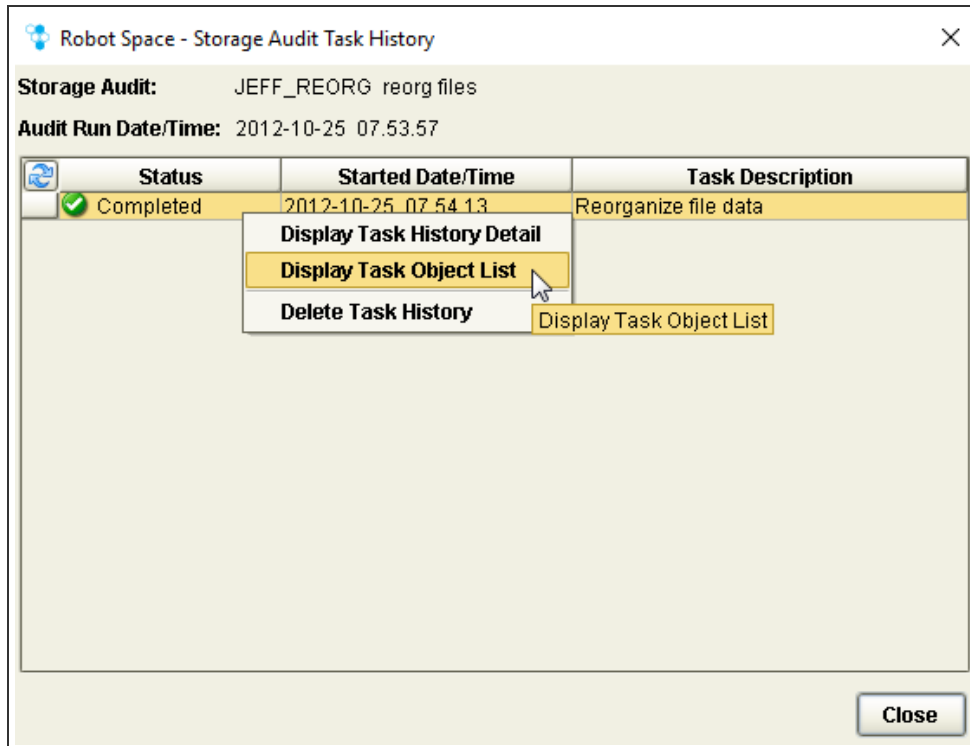 Robot Space - Storage Audit Task History
Storage Audit: JEFF_REORG reorg files
Audit Run Date/Time: 2012-10-25 07.53.57
Status Started Date/Time Task Description
Completed 2012-10-25 07.54.13 Reorganize file data
Display Task History Detail
Display Task Object List
Delete Task History
Display Task Object List
Close